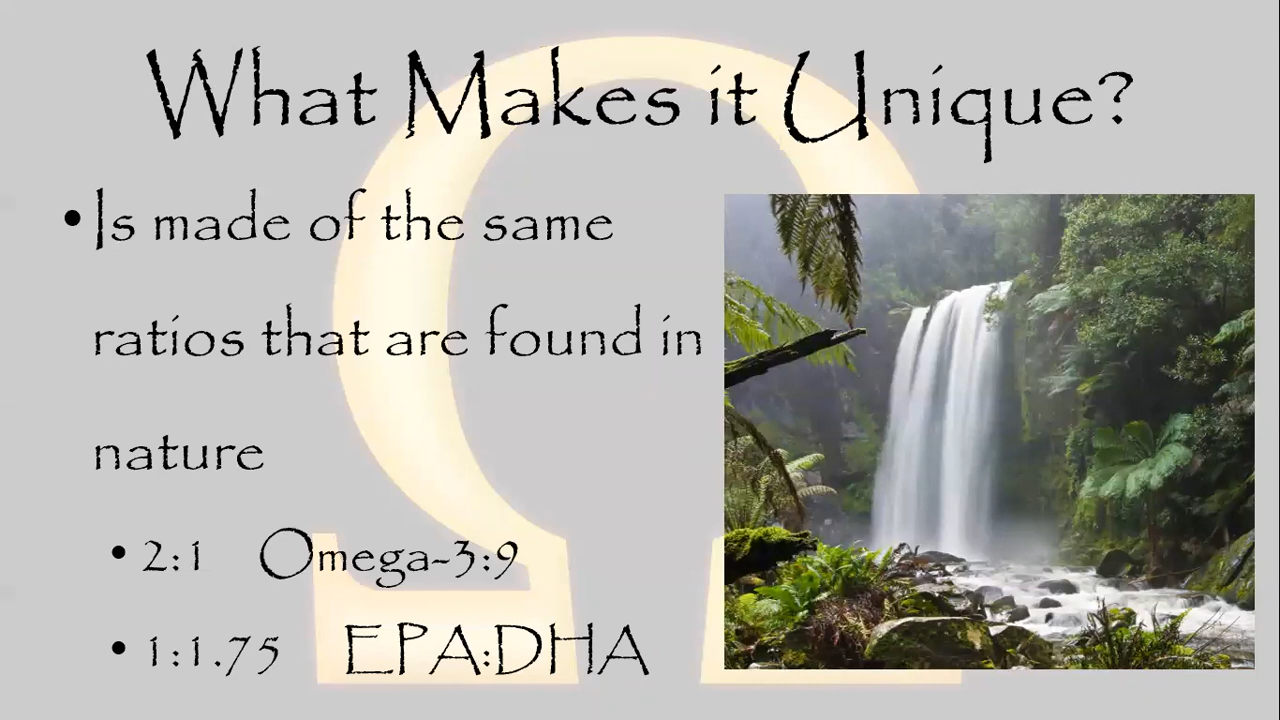 What Makes it Unique?
• Is made of the same
ratios that are found in
nature
• 2:1 Omega-3:9
• 1:1.75 EPA:DHA
Ω